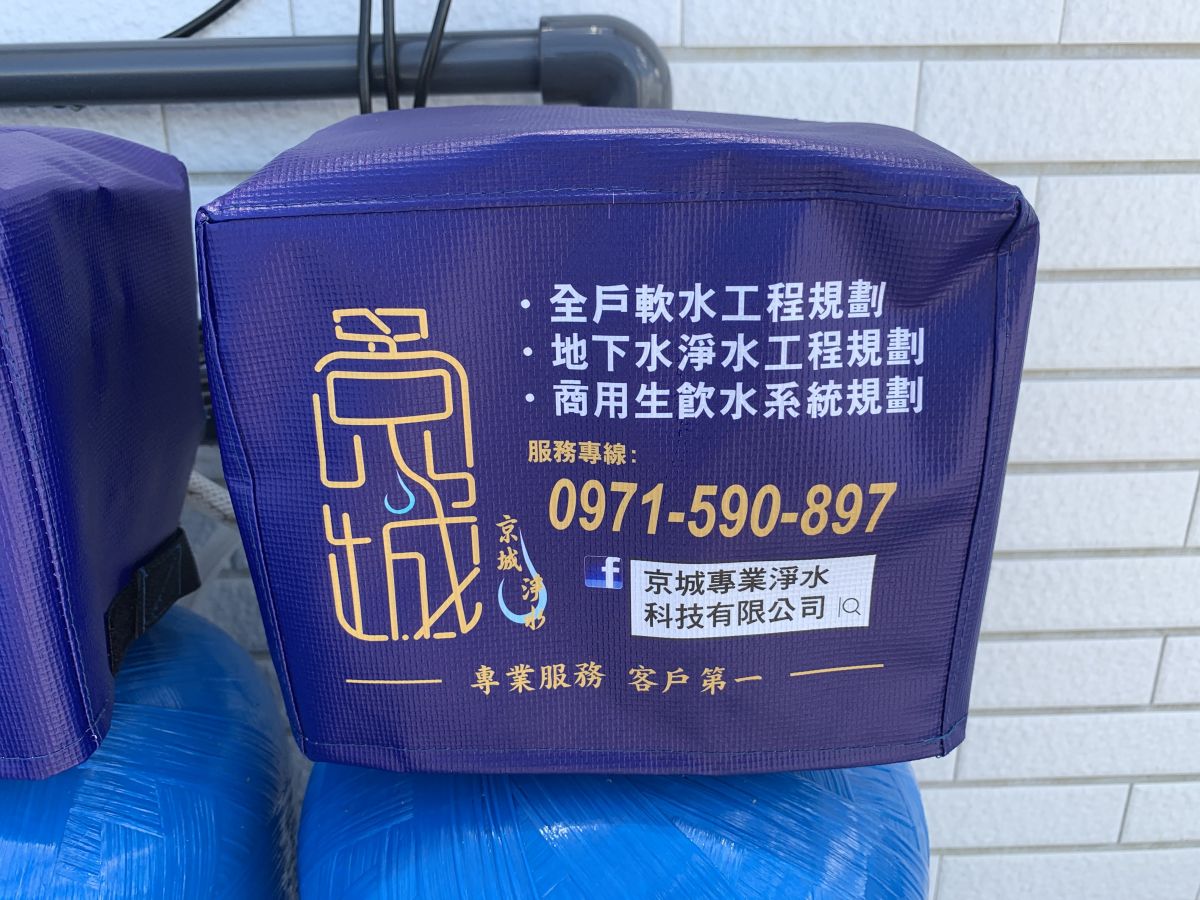 ・全戶軟水工程規劃
・地下水淨水工程規劃
・商用生飲水系統規劃
服務專線：
0971-590-897
京城
京城淨水
f
京城專業淨水
科技有限公司
專業服務 客戶第一